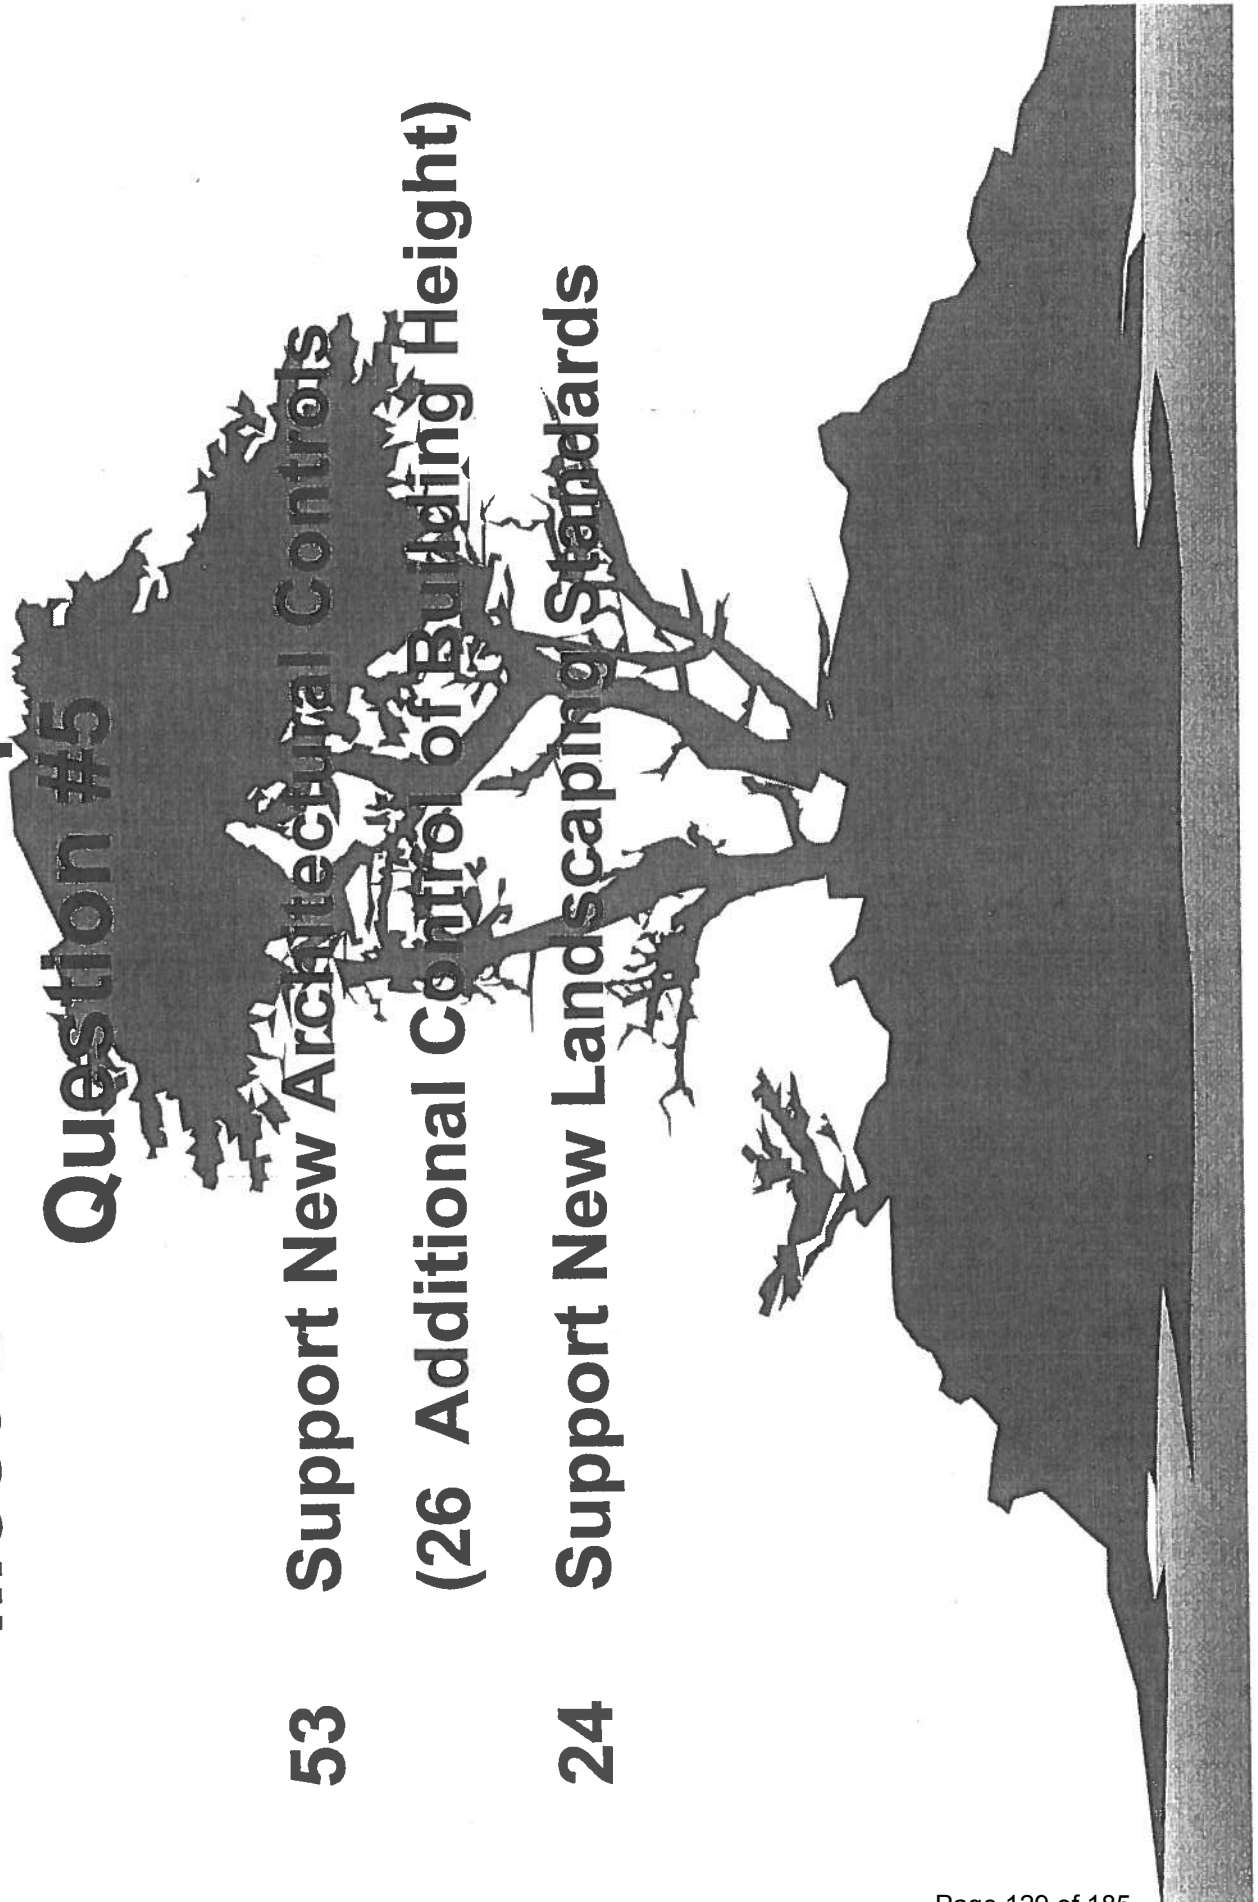 Question #5
53 Support New Architectural Controls
(26 Additional Control of Building Height)
24 Support New Landscaping Standards
Page 129 of 185